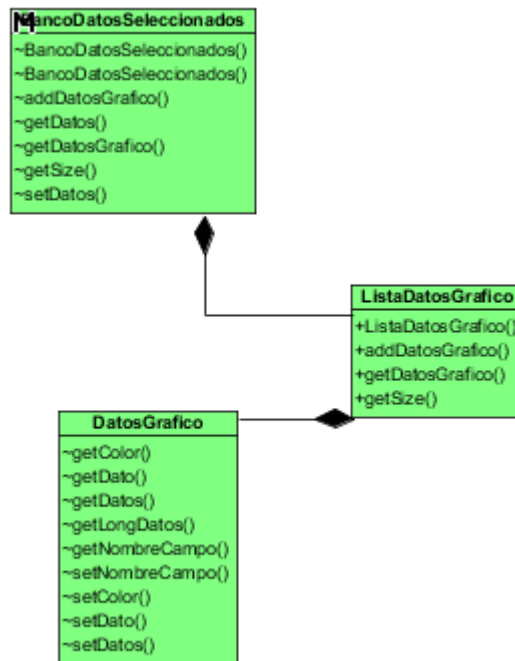 BancoDatosSeleccionados
~BancoDatosSeleccionados()
~BancoDatosSeleccionados()
~addDatosGrafico()
~getDatos()
~getDatosGrafico()
~getSize()
~setDatos()
ListaDatosGrafico
+ListaDatosGrafico()
+addDatosGrafico()
+getDatosGrafico()
+getSize()
DatosGrafico
~getColor()
~getDato()
~getDatos()
~getLongDatos()
~getNombreCampo()
~setNombreCampo()
~setColor()
~setDato()
~setDatos()